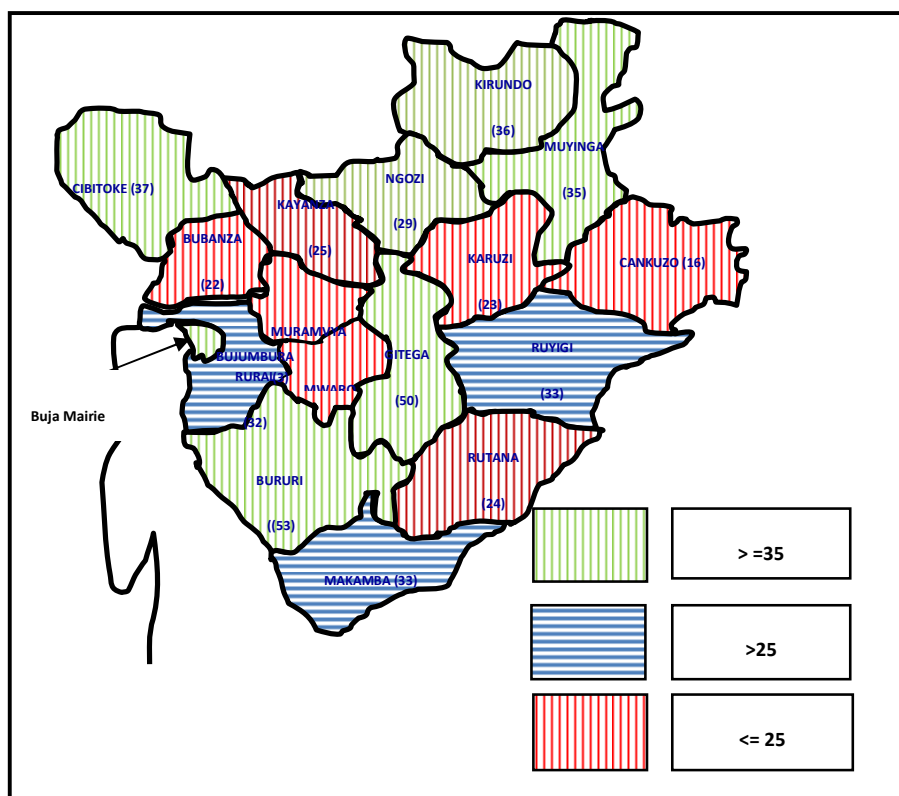 KIRUNDO
(36)
MUYINGA
(35)
NGOZI
(29)
CIBITOKE (37)
KAYANZA
(25)
BUBANZA
(22)
KARUZI
(23)
CANKUZO (16)
MURAMVYA
BUJUMBURA
RURAL
(32)
GITEGA
(50)
RUYIGI
(33)
Buja Mairie
BURURI
((53)
RUTANA
(24)
MAKAMBA (33)
> =35
>25
<= 25